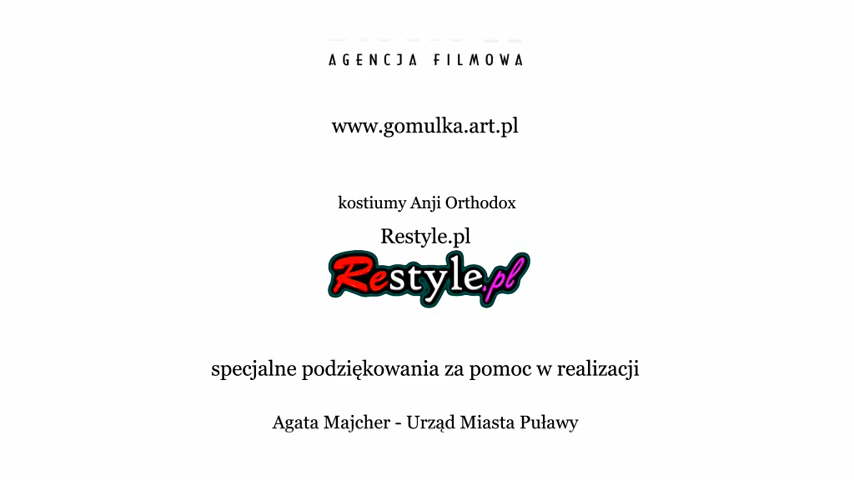 AGENCJA FILMOWA
www.gomulka.art.pl
kostiumy Anji Orthodox
Restyle.pl
Restyle.pl
specjalne podziękowania za pomoc w realizacji
Agata Majcher - Urząd Miasta Puławy